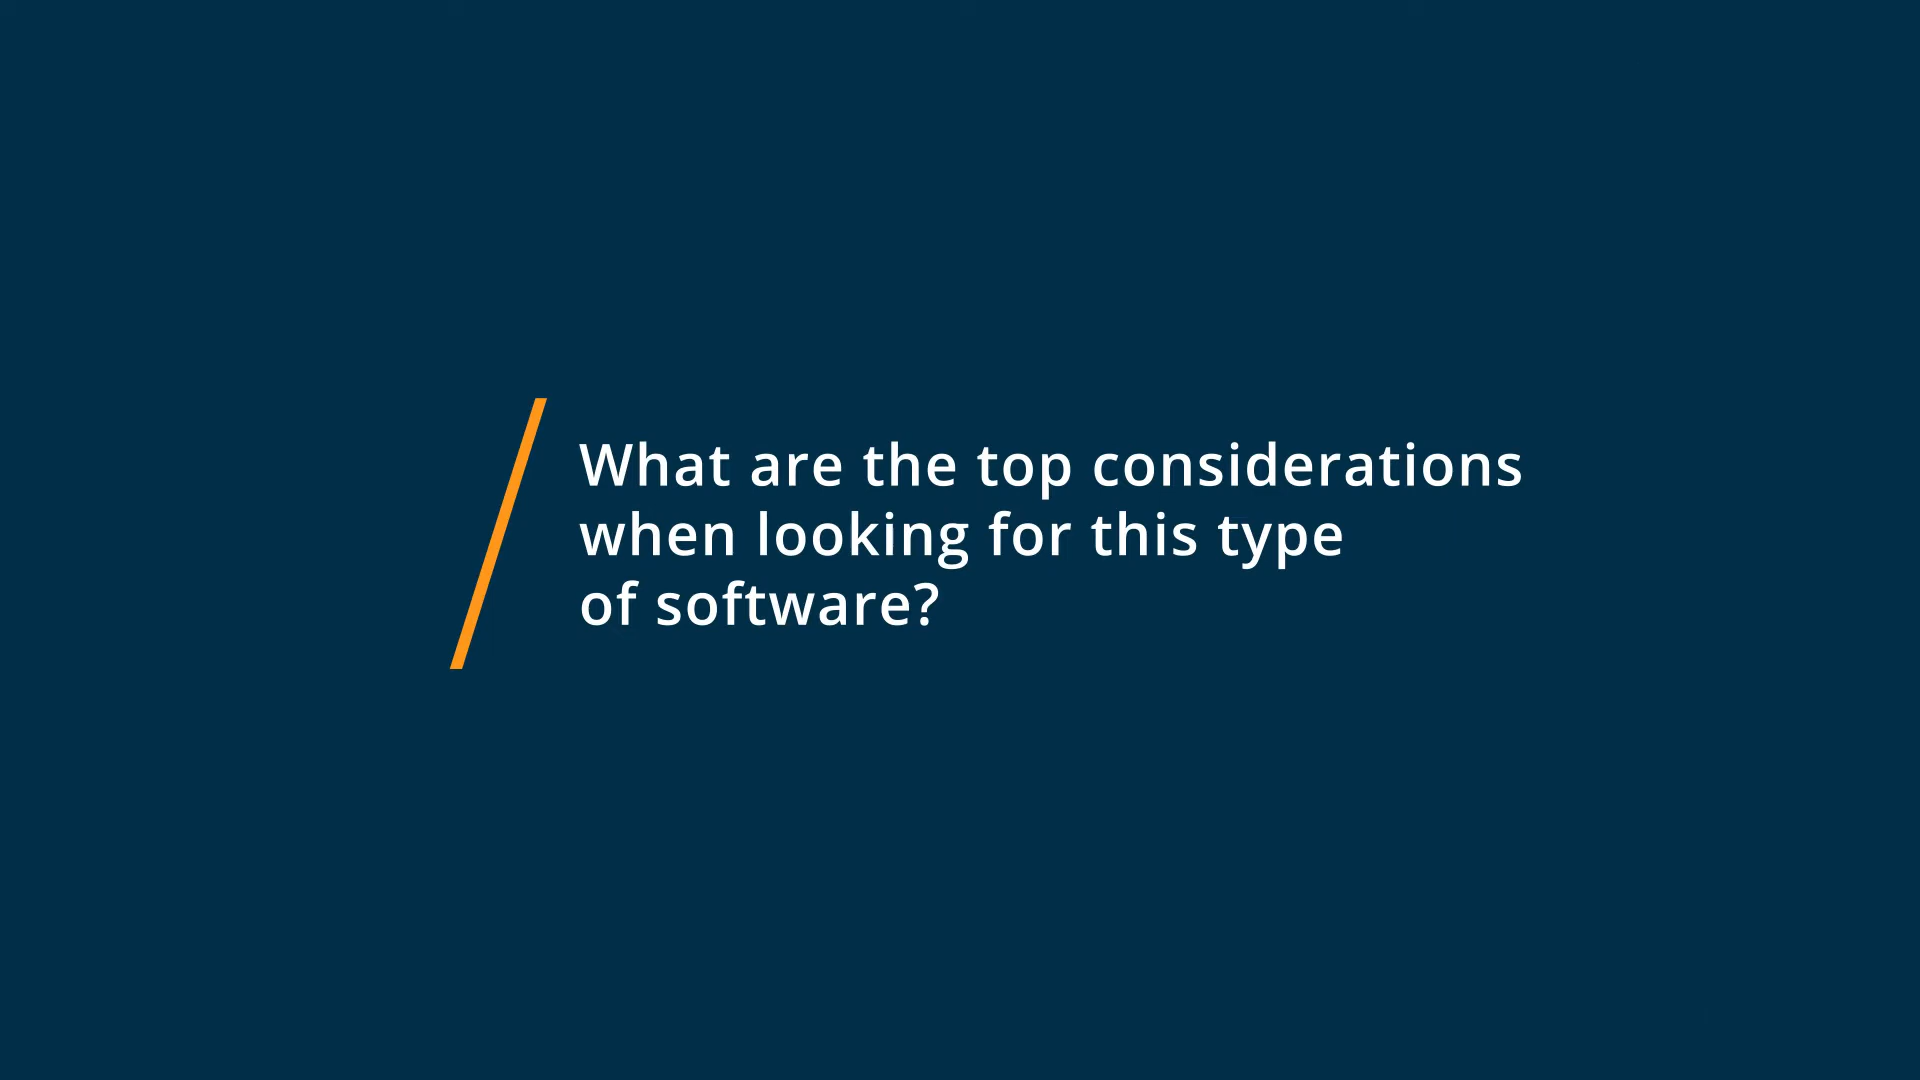 What are the top considerations
when looking for this type
of software?